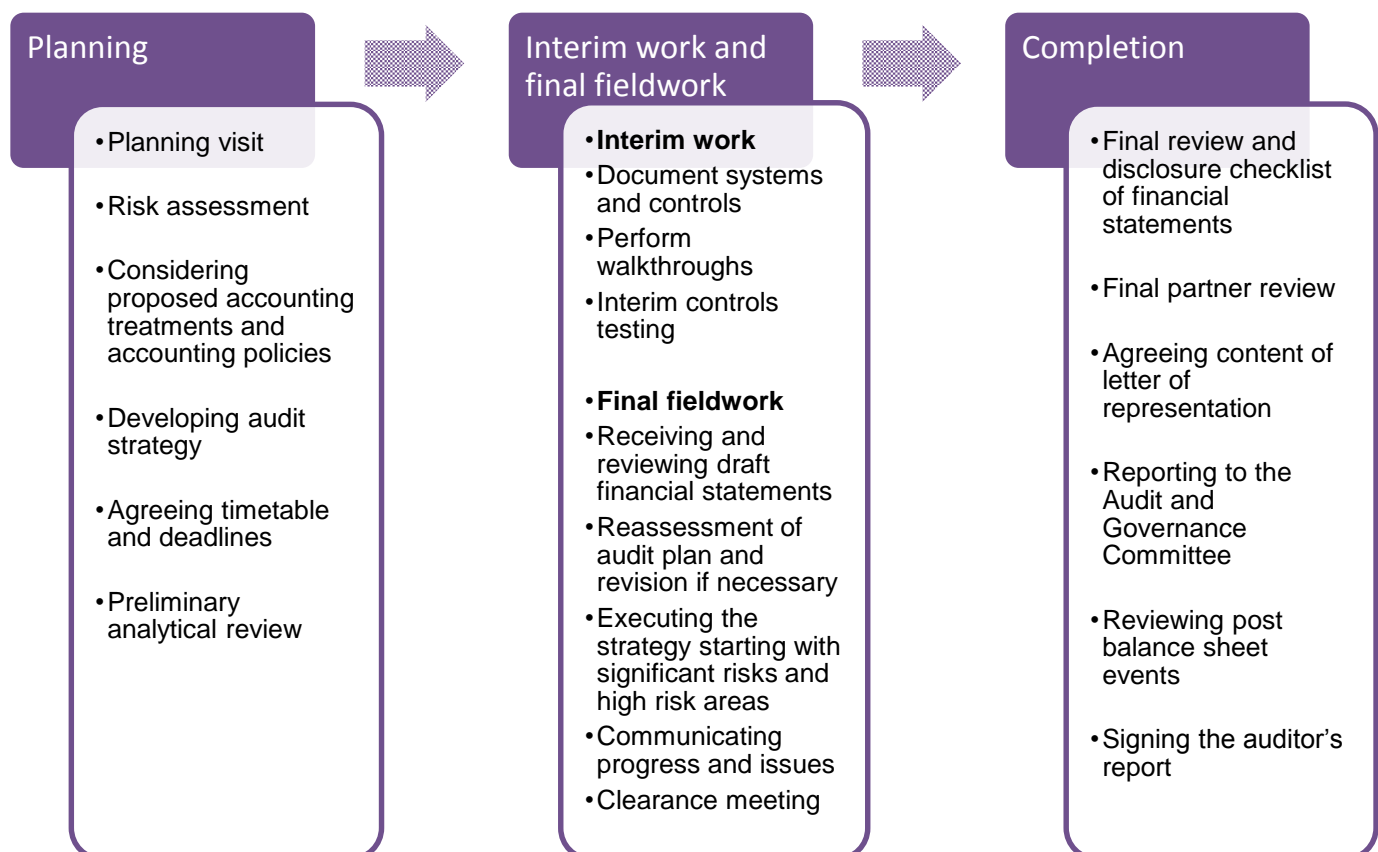 Planning
•Planning visit
•Risk assessment
•Considering
proposed accounting
treatments and
accounting policies
•Developing audit
strategy
•Agreeing timetable
and deadlines
•Preliminary
analytical review
Interim work and
final fieldwork
•Interim work
•Document systems
and controls
•Perform
walkthroughs
•Interim controls
testing
•Final fieldwork
•Receiving and
reviewing draft
financial statements
•Reassessment of
audit plan and
revision if necessary
•Executing the
strategy starting with
significant risks and
high risk areas
•Communicating
progress and issues
•Clearance meeting
Completion
•Final review and
disclosure checklist
of financial
statements
•Final partner review
•Agreeing content of
letter of
representation
•Reporting to the
Audit and
Governance
Committee
•Reviewing post
balance sheet
events
•Signing the auditor’s
report